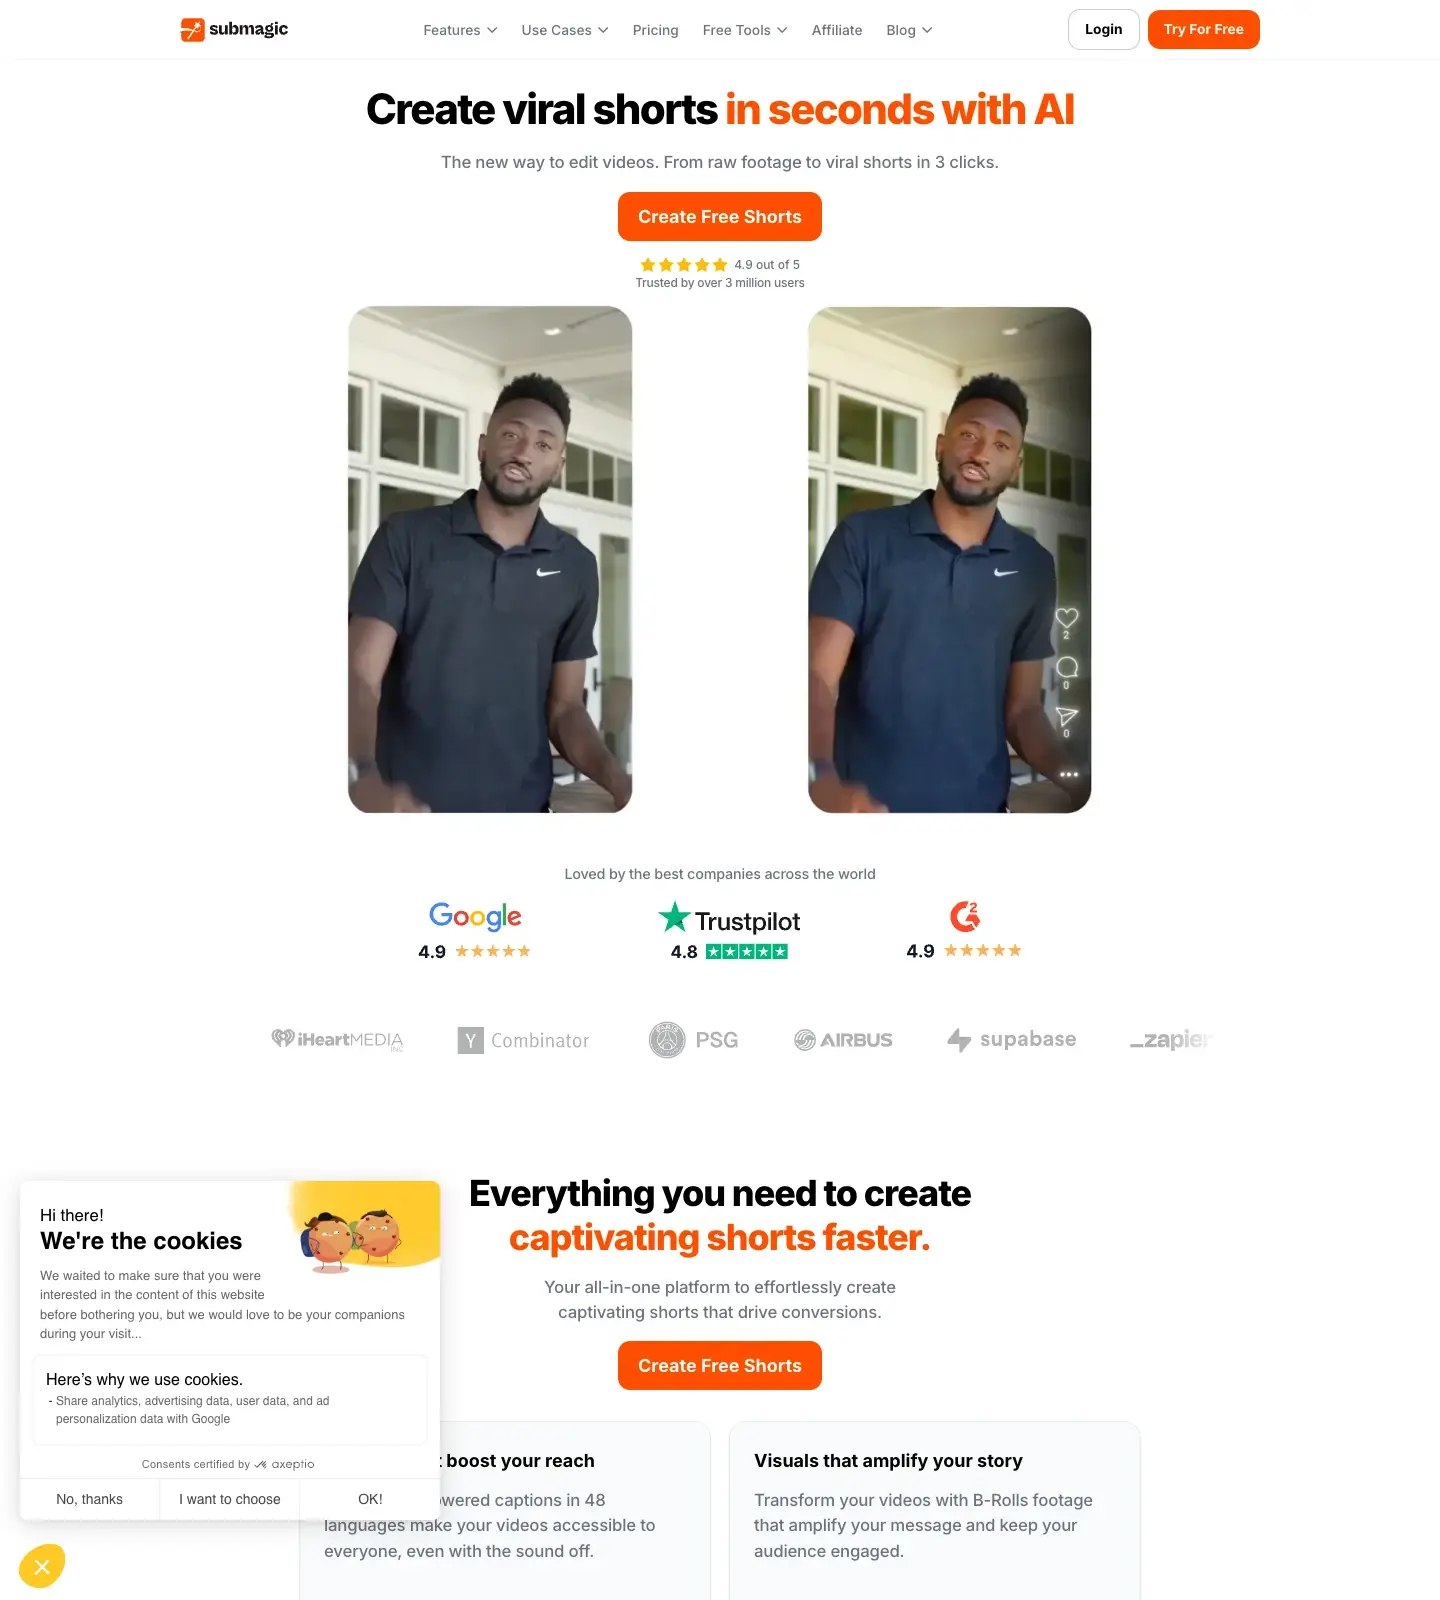 submagic
Features
Use Cases
Pricing
Free Tools
Affiliate
Blog
Login
Try For Free
Create viral shorts in seconds with AI
The new way to edit videos. From raw footage to viral shorts in 3 clicks.
Create Free Shorts
4.9 out of 5
Trusted by over 3 million users
2
0
0
Loved by the best companies across the world
Google
4.9
Trustpilot
4.8
G2
4.9
iHeartMEDIA INC
Y Combinator
PARIS PSG
AIRBUS
supabase
_zapier
Everything you need to create
captivating shorts faster.
Your all-in-one platform to effortlessly create
captivating shorts that drive conversions.
Create Free Shorts
Hi there!
We're the cookies
We waited to make sure that you were
interested in the content of this website
before bothering you, but we would love to be your companions
during your visit...
Here's why we use cookies.
- Share analytics, advertising data, user data, and ad
personalization data with Google
Consents certified by axeptio
No, thanks
I want to choose
OK!
boost your reach
captions in 48
languages make your videos accessible to
everyone, even with the sound off.
Visuals that amplify your story
Transform your videos with B-Rolls footage
that amplify your message and keep your
audience engaged.